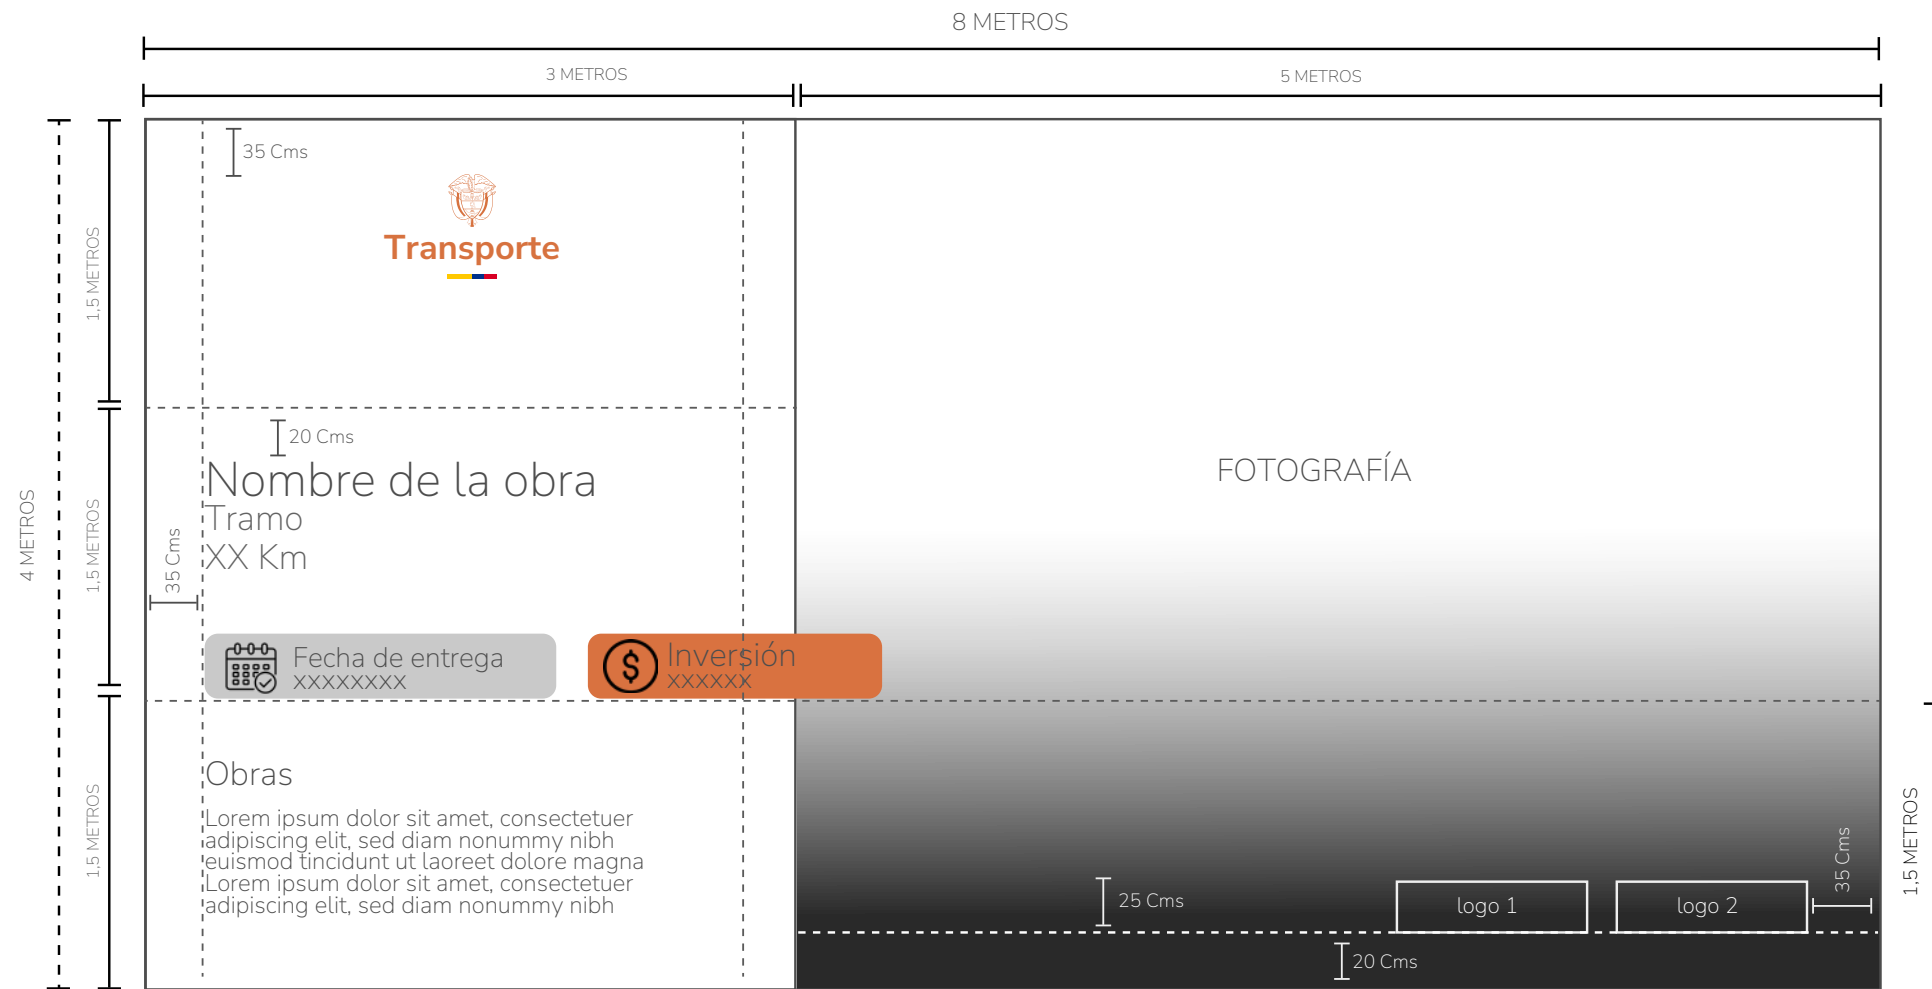 8 METROS
3 METROS
5 METROS
35 Cms
Transporte
1,5 METROS
20 Cms
Nombre de la obra
Tramo
XX Km
35 Cms
4 METROS
1,5 METROS
FOTOGRAFÍA
Fecha de entrega
XXXXXXXX
$
Inversión
XXXXXX
Obras
Lorem ipsum dolor sit amet, consectetuer
adipiscing elit, sed diam nonummy nibh
euismod tincidunt ut laoreet dolore magna
Lorem ipsum dolor sit amet, consectetuer
adipiscing elit, sed diam nonummy nibh
1,5 METROS
25 Cms
logo 1
logo 2
35 Cms
1,5 METROS
20 Cms